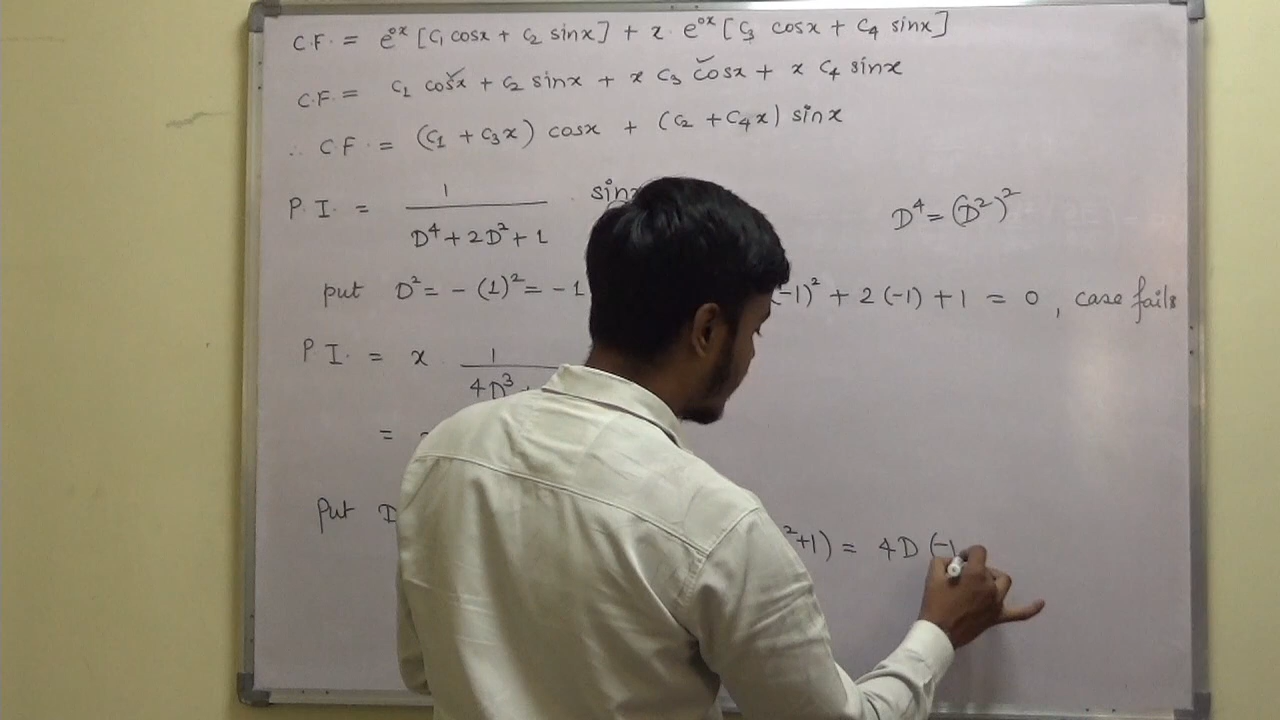 C.F. = e^{0x} [C₁ cosx + C₂ sinx] + x · e^{0x} [C₃ cosx + C₄ sinx]
C.F. = C₁ cosx + C₂ sinx + x C₃ cosx + x C₄ sinx
∴ C.F. = (C₁ + C₃x) cosx + (C₂ + C₄x) sinx
P.I. = 1 / (D⁴ + 2D² + 1) · sinx
D⁴ = (D²)²
put D² = -(1)² = -1 (-1)² + 2(-1) + 1 = 0, case fails
P.I. = x · 1 / 4D³
=
Put D ²+1) = 4D (-1